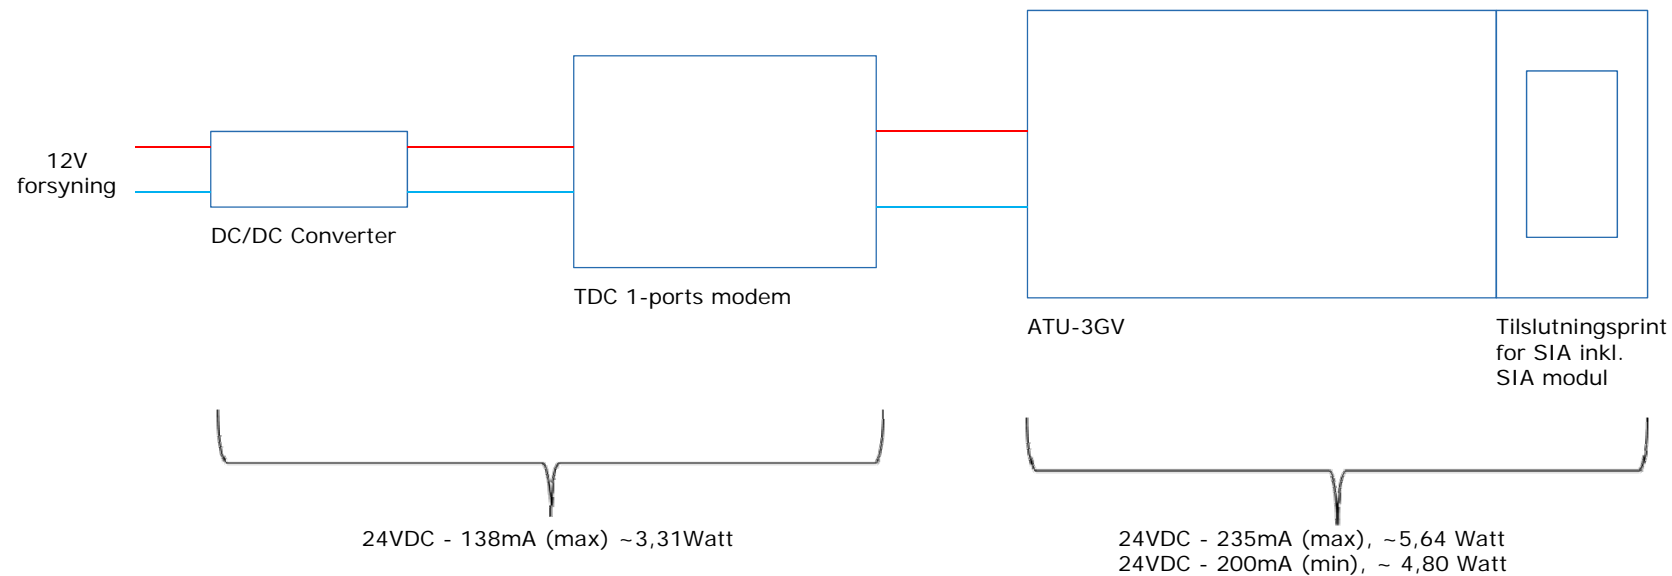 12V
forsyning
DC/DC Converter
TDC 1-ports modem
ATU-3GV
Tilslutningsprint
for SIA inkl.
SIA modul
24VDC - 138mA (max) ~3,31Watt
24VDC - 235mA (max), ~5,64 Watt
24VDC - 200mA (min), ~ 4,80 Watt